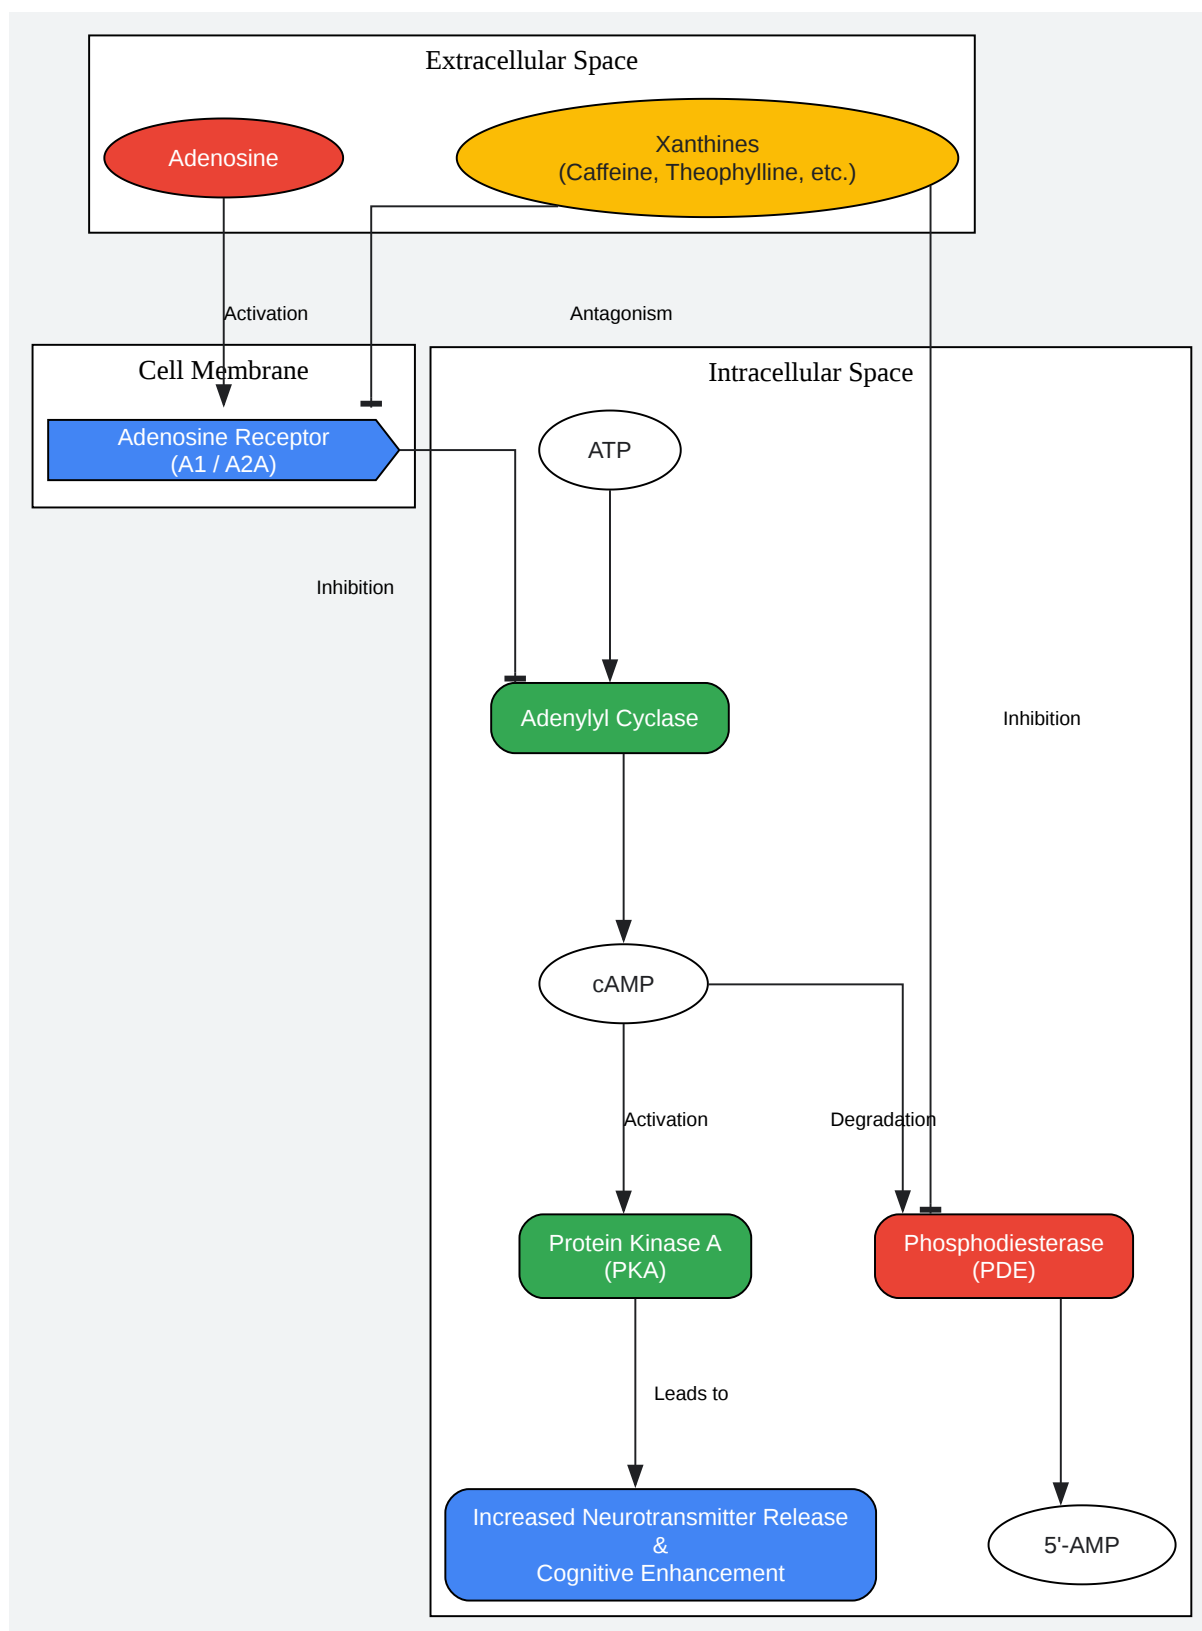 Extracellular Space
Adenosine
Xanthines
(Caffeine, Theophylline, etc.)
Activation
Antagonism
Cell Membrane
Intracellular Space
Adenosine Receptor
(A1 / A2A)
ATP
Inhibition
Adenylyl Cyclase
Inhibition
cAMP
Activation
Degradation
Protein Kinase A
(PKA)
Phosphodiesterase
(PDE)
Leads to
Increased Neurotransmitter Release
&
Cognitive Enhancement
5'-AMP